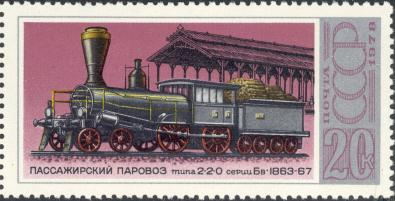 ПАССАЖИРСКИЙ ПАРОВОЗ типа 2-2-0 серии Бв·1863-67
ПОЧТА
СССР
1978
20к